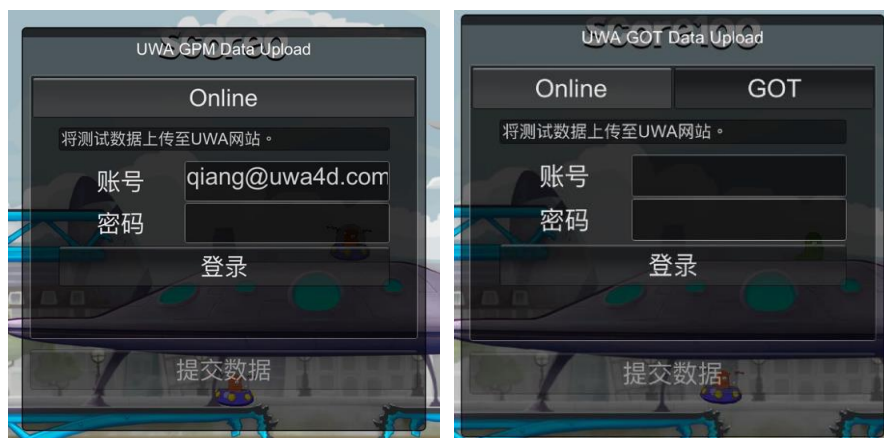 UWA GPM Data Upload
Online
将测试数据上传至UWA网站。
账号 qiang@uwa4d.com
密码
登录
提交数据
UWA GOT Data Upload
Online GOT
将测试数据上传至UWA网站。
账号
密码
登录
提交数据